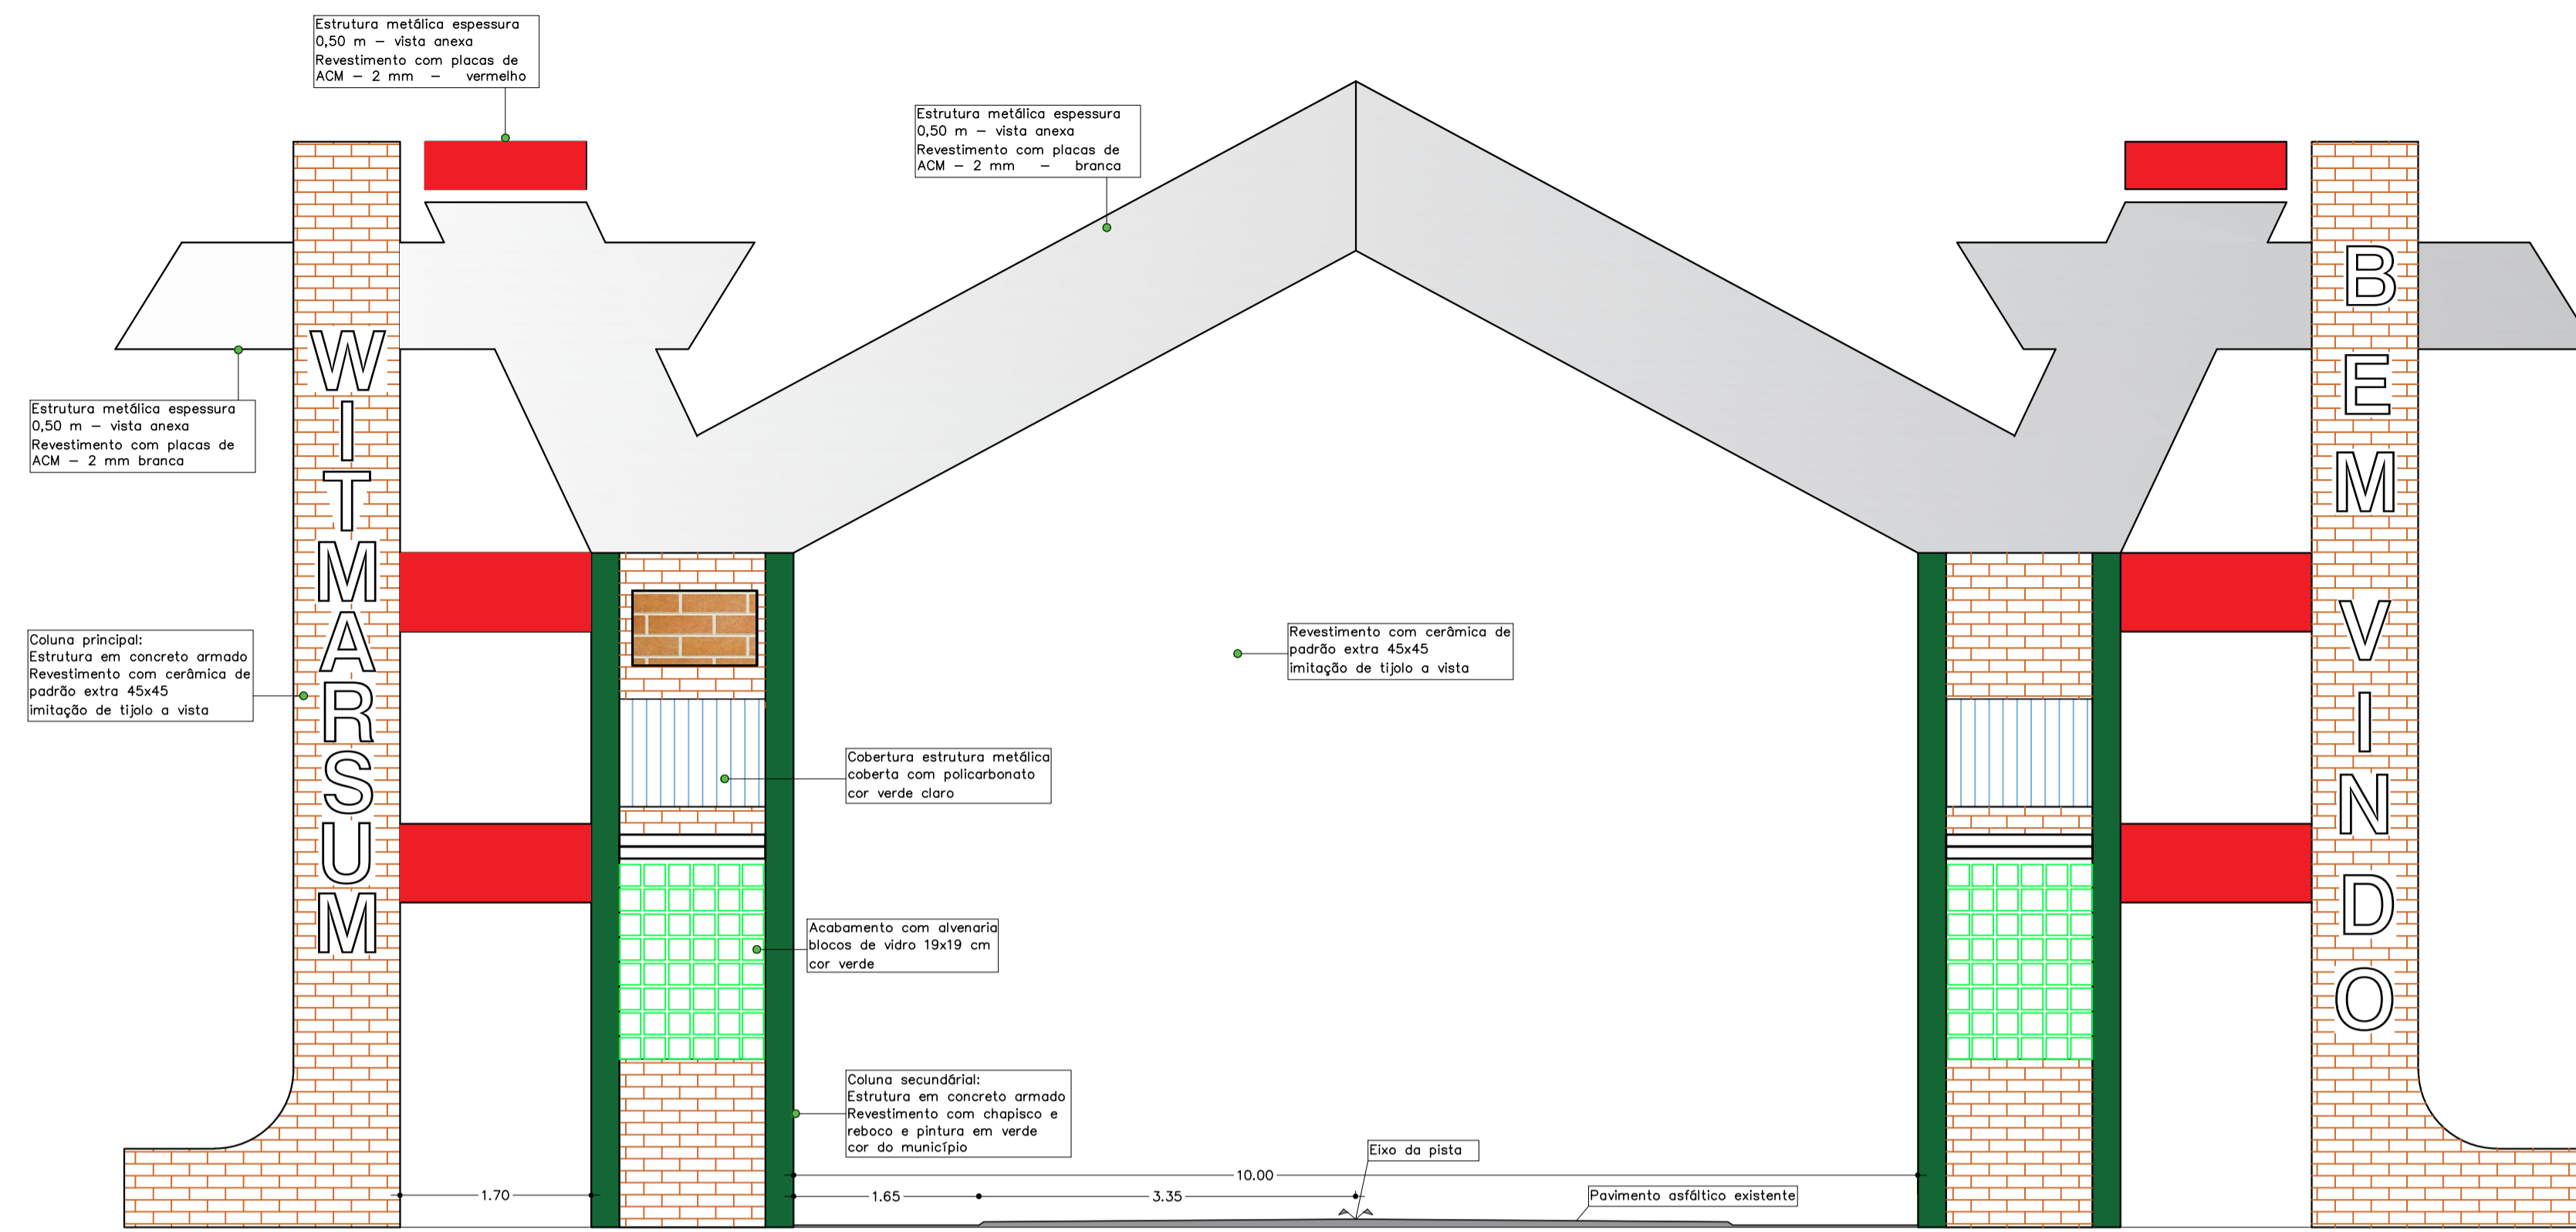 Estrutura metálica espessura
0,50 m – vista anexa
Revestimento com placas de
ACM – 2 mm – vermelho
Estrutura metálica espessura
0,50 m – vista anexa
Revestimento com placas de
ACM – 2 mm – branca
Estrutura metálica espessura
0,50 m – vista anexa
Revestimento com placas de
ACM – 2 mm branca
WITMARSUM
BEM VINDO
Coluna principal:
Estrutura em concreto armado
Revestimento com cerâmica de
padrão extra 45x45
imitação de tijolo a vista
Revestimento com cerâmica de
padrão extra 45x45
imitação de tijolo a vista
Cobertura estrutura metálica
coberta com policarbonato
cor verde claro
Acabamento com alvenaria
blocos de vidro 19x19 cm
cor verde
Coluna secundárial:
Estrutura em concreto armado
Revestimento com chapisco e
reboco e pintura em verde
cor do município
Eixo da pista
10.00
1.70
1.65
3.35
Pavimento asfáltico existente